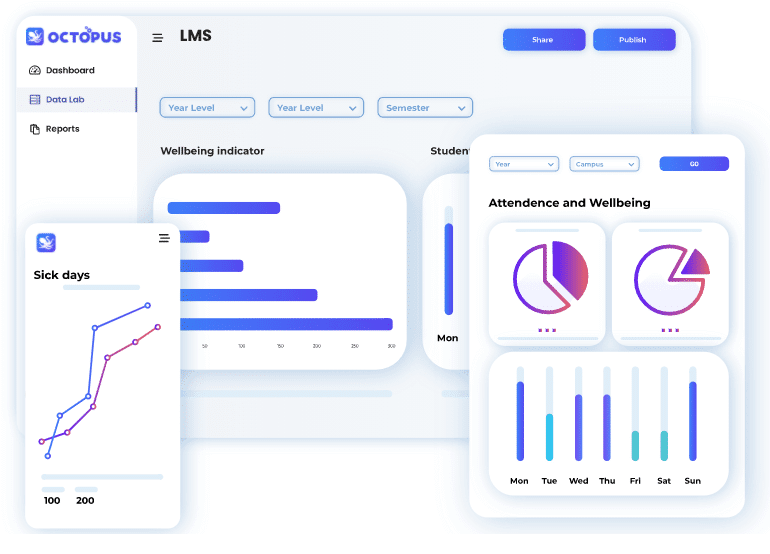 OCTOPUS
LMS
Share
Publish
Dashboard
Data Lab
Reports
Year Level
Year Level
Semester
Wellbeing indicator
Student
50
100
150
200
250
300
Mon
Sick days
100
200
Year
Campus
GO
Attendence and Wellbeing
Mon
Tue
Wed
Thu
Fri
Sat
Sun